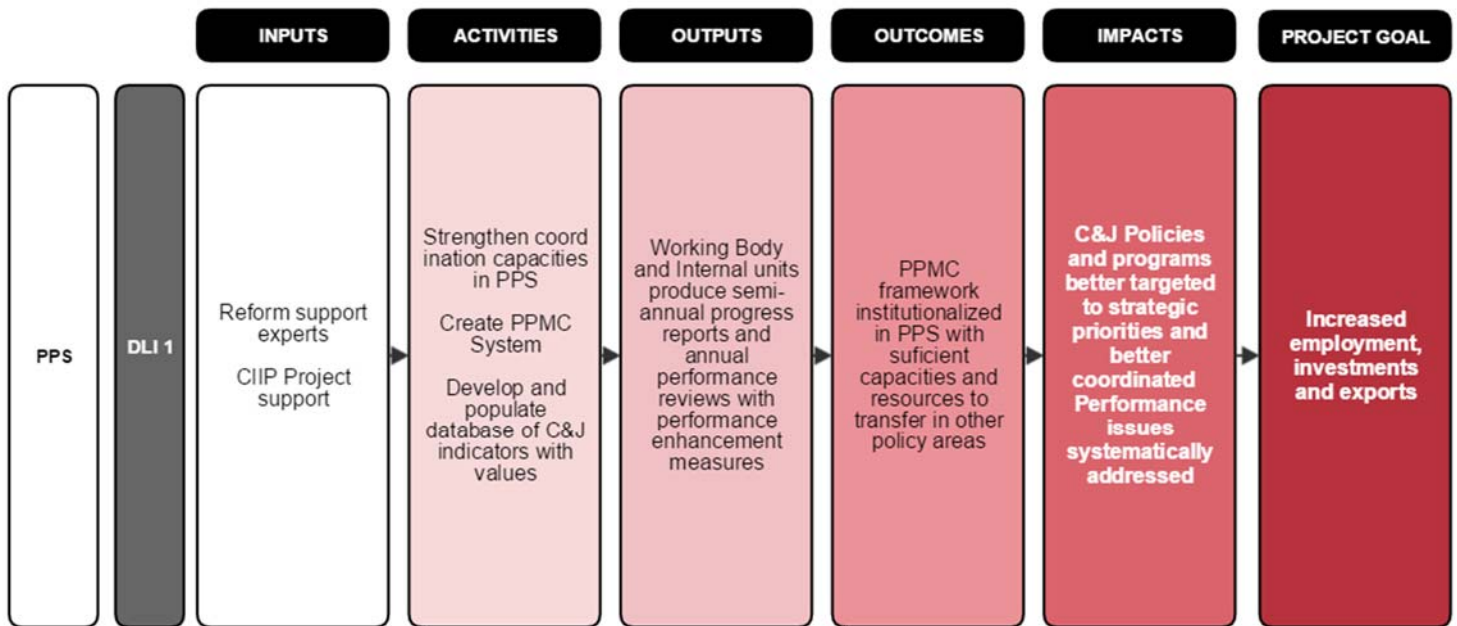 INPUTS
ACTIVITIES
OUTPUTS
OUTCOMES
IMPACTS
PROJECT GOAL
PPS
DLI 1
Reform support
experts
CIIP Project
support
Strengthen coord
ination capacities
in PPS
Create PPMC
System
Develop and
populate
database of C&J
indicators with
values
Working Body
and Internal units
produce semi-
annual progress
reports and
annual
performance
reviews with
performance
enhancement
measures
PPMC
framework
institutionalized
in PPS with
suficient
capacities and
resources to
transfer in other
policy areas
C&J Policies
and programs
better targeted
to strategic
priorities and
better
coordinated
Performance
issues
systematically
addressed
Increased
employment,
investments
and exports